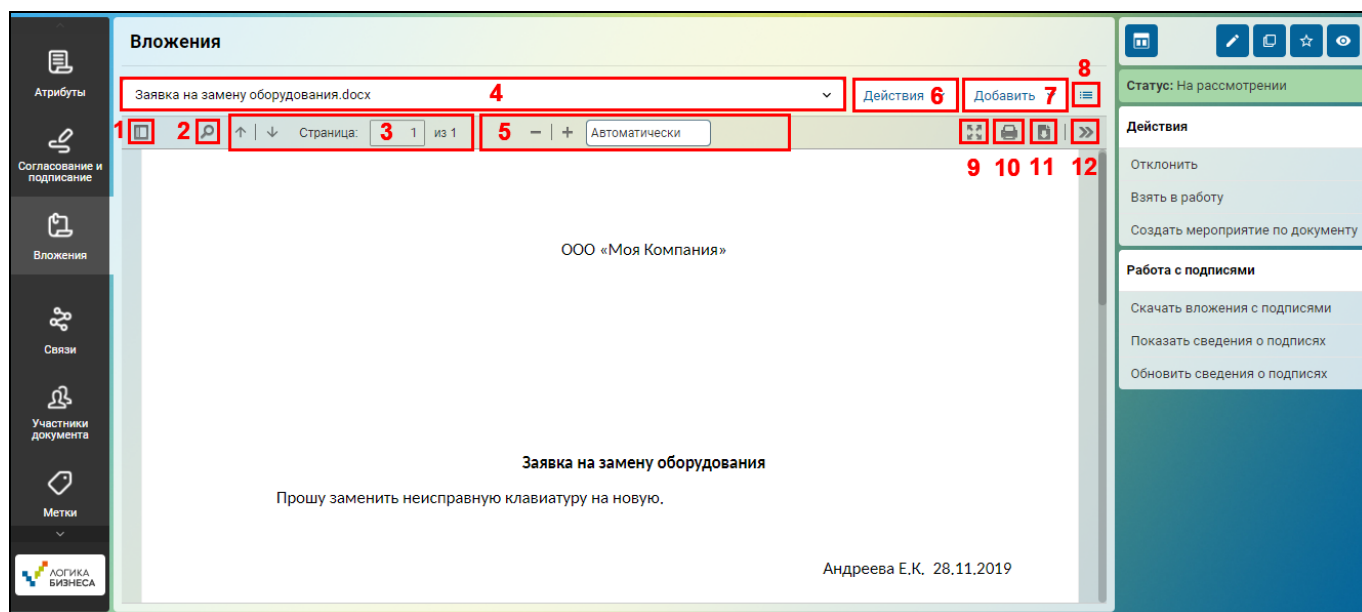 Атрибуты
Согласование и
подписание
Вложения
Связи
Участники
документа
Метки
ЛОГИКА
БИЗНЕСА
Вложения
Заявка на замену оборудования.docx 4
Действия 6
Добавить 7
8
1
2
Страница: 3 1 из 1
5 − + Автоматически
9 10 11 12
ООО «Моя Компания»
Заявка на замену оборудования
Прошу заменить неисправную клавиатуру на новую.
Андреева Е.К. 28.11.2019
Статус: На рассмотрении
Действия
Отклонить
Взять в работу
Создать мероприятие по документу
Работа с подписями
Скачать вложения с подписями
Показать сведения о подписях
Обновить сведения о подписях